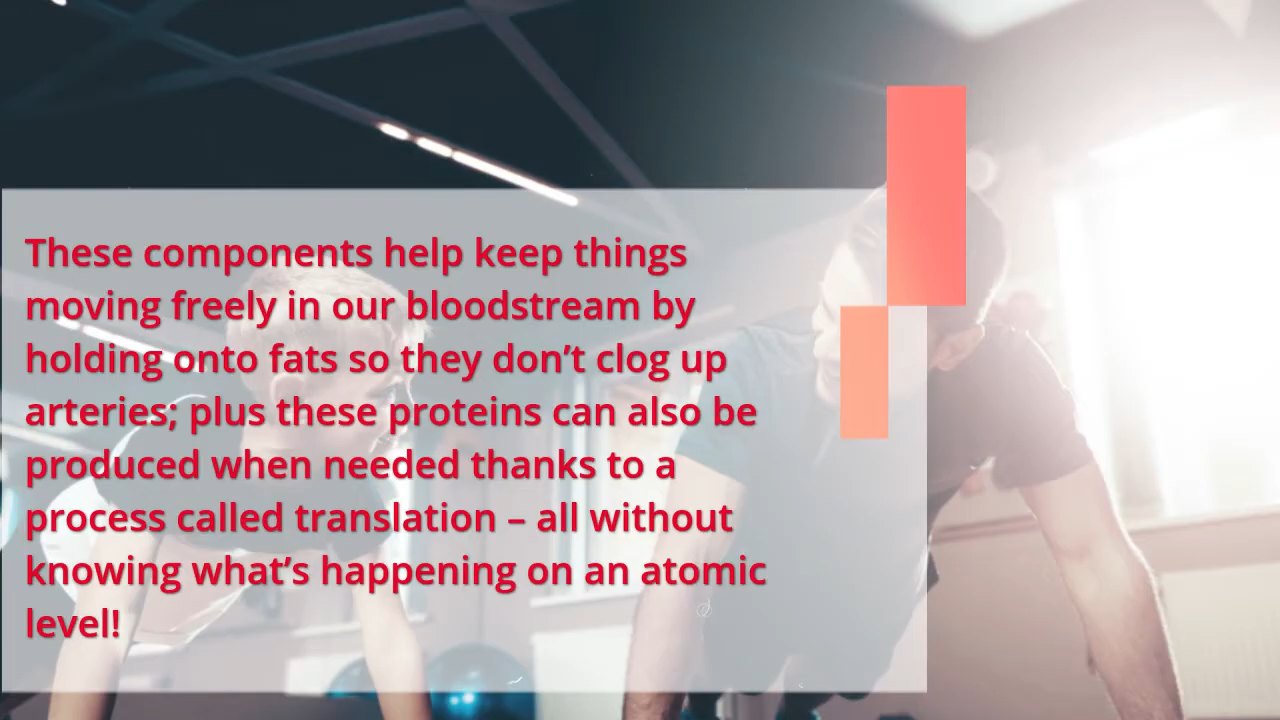 These components help keep things
moving freely in our bloodstream by
holding onto fats so they don’t clog up
arteries; plus these proteins can also be
produced when needed thanks to a
process called translation – all without
knowing what’s happening on an atomic
level!